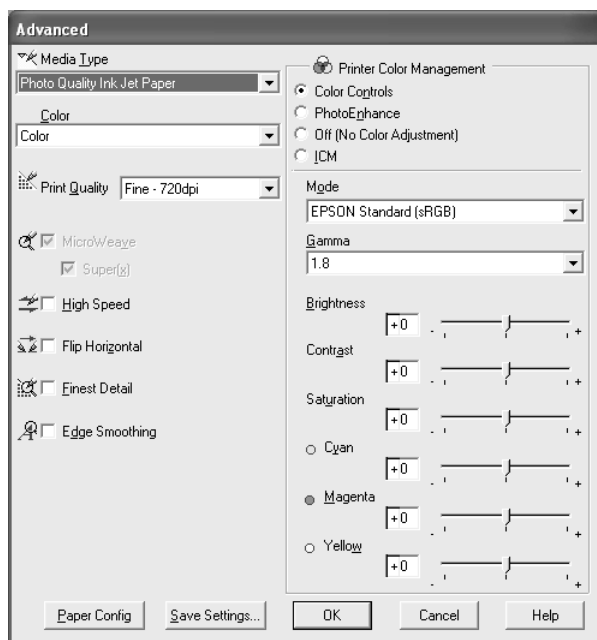 Advanced
Media Type
Photo Quality Ink Jet Paper
Color
Color
Print Quality
Fine - 720dpi
MicroWeave
Super(x)
High Speed
Flip Horizontal
Finest Detail
Edge Smoothing
Printer Color Management
Color Controls
PhotoEnhance
Off (No Color Adjustment)
ICM
Mode
EPSON Standard (sRGB)
Gamma
1.8
Brightness
+0 - +
Contrast
+0 - +
Saturation
+0 - +
Cyan
+0 - +
Magenta
+0 - +
Yellow
+0 - +
Paper Config
Save Settings...
OK
Cancel
Help